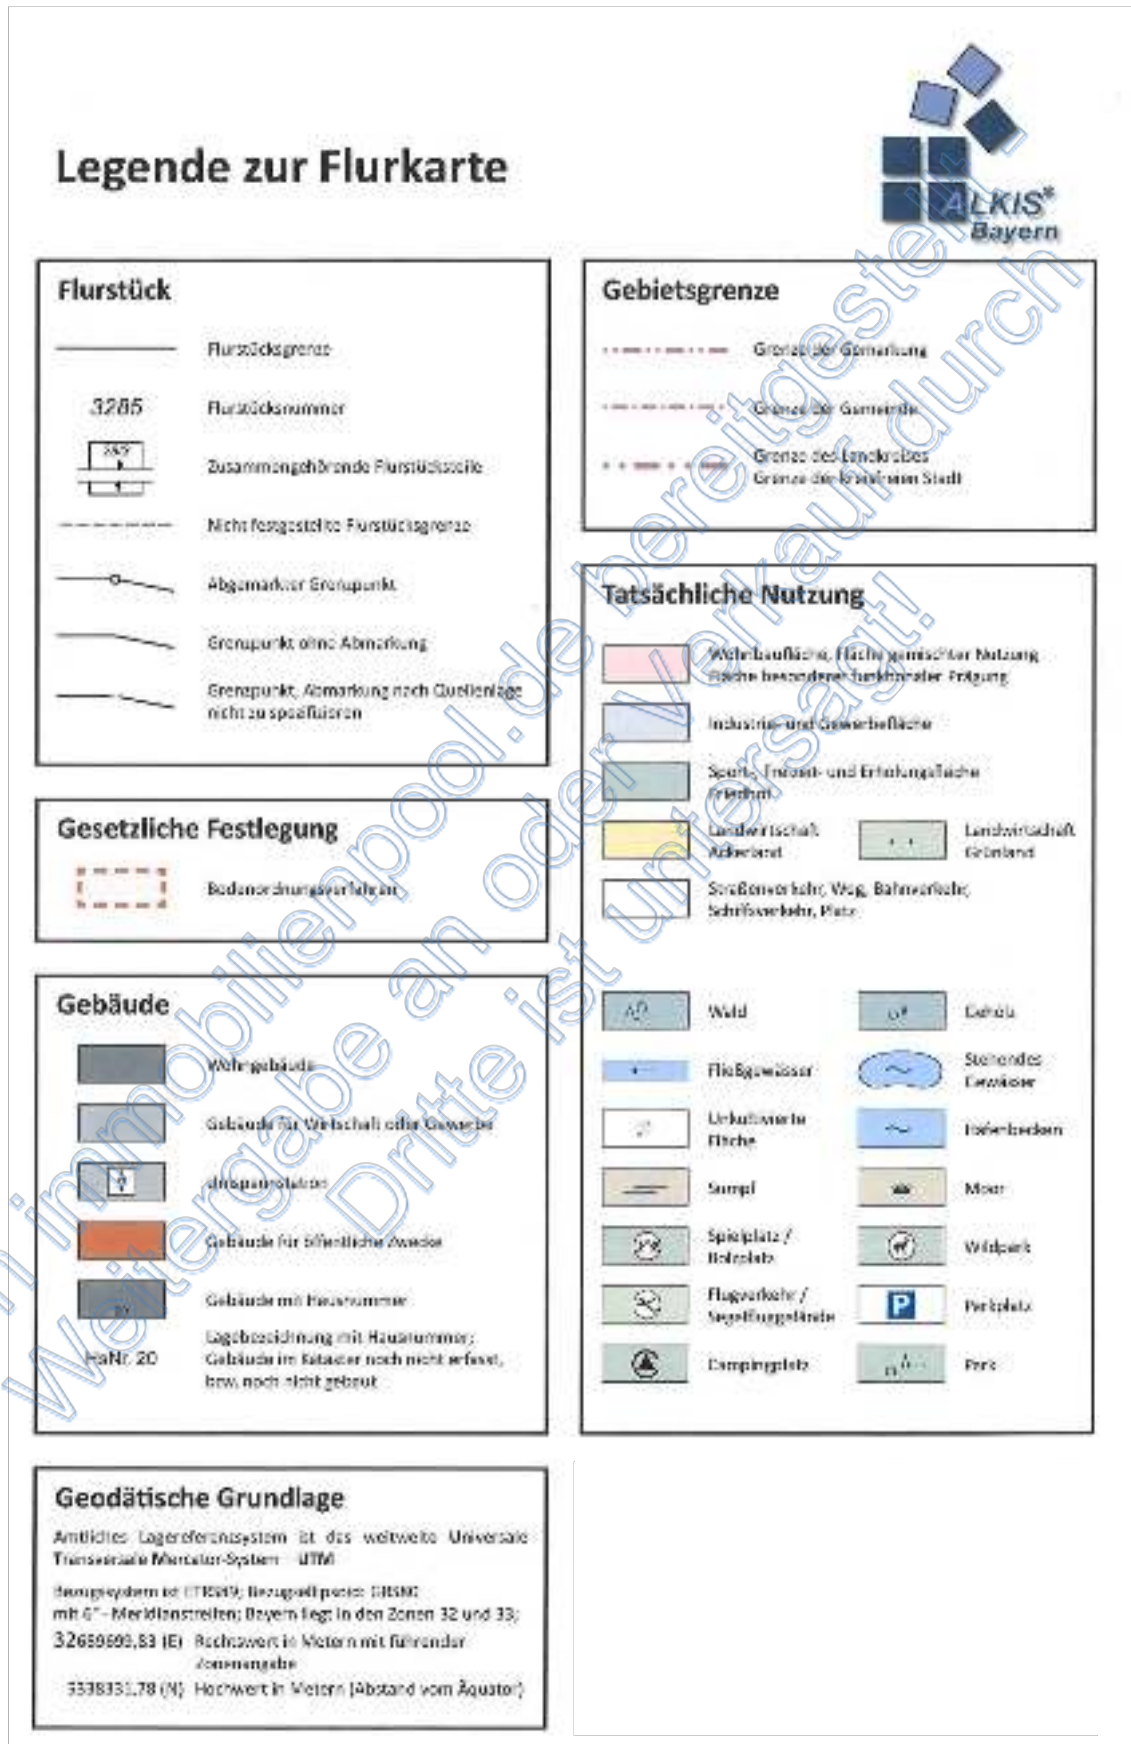 Legende zur Flurkarte
ALKIS®
Bayern
Flurstück
Flurstücksgrenze
3285
Flurstücksnummer
Zusammengehörende Flurstücksteile
Nicht festgestellte Flurstücksgrenze
Abgemarkter Grenzpunkt
Grenzpunkt ohne Abmarkung
Grenzpunkt, Abmarkung nach Quellenlage
nicht zu spezifizieren
Gesetzliche Festlegung
Bodenordnungsverfahren
Gebäude
Wohngebäude
Gebäude für Wirtschaft oder Gewerbe
Umspannstation
Gebäude für öffentliche Zwecke
Gebäude mit Hausnummer
HsNr. 20
Lagebezeichnung mit Hausnummer;
Gebäude im Kataster noch nicht erfasst,
bzw. noch nicht gebaut
Geodätische Grundlage
Amtliches Lagereferenzsystem ist das weltweite Universale
Transversale Mercator-System UTM
Bezugssystem ist ETRS89; Bezugsellipsoid: GRS80
mit 6° - Meridianstreifen; Bayern liegt in den Zonen 32 und 33;
32689699,83 (E) Rechtswert in Metern mit führender
Zonenangabe
5338331,78 (N) Hochwert in Metern (Abstand vom Äquator)
Gebietsgrenze
Grenze der Gemarkung
Grenze der Gemeinde
Grenze des Landkreises
Grenze der kreisfreien Stadt
Tatsächliche Nutzung
Wohnbaufläche, Fläche gemischter Nutzung
Fläche besonderer funktionaler Prägung
Industrie- und Gewerbefläche
Sport-, Freizeit- und Erholungsfläche
Friedhof
Landwirtschaft
Ackerland
Landwirtschaft
Grünland
Straßenverkehr, Weg, Bahnverkehr,
Schiffsverkehr, Platz
Wald
Gehölz
Fließgewässer
Stehendes
Gewässer
Unkultivierte
Fläche
Hafenbecken
Sumpf
Moor
Spielplatz /
Bolzplatz
Wildpark
Flugverkehr /
Segelfluggelände
P
Parkplatz
Campingplatz
Park
immobilienpool.de bereitgestellt!
Weitergabe an oder Verkauf durch
Dritte ist untersagt!